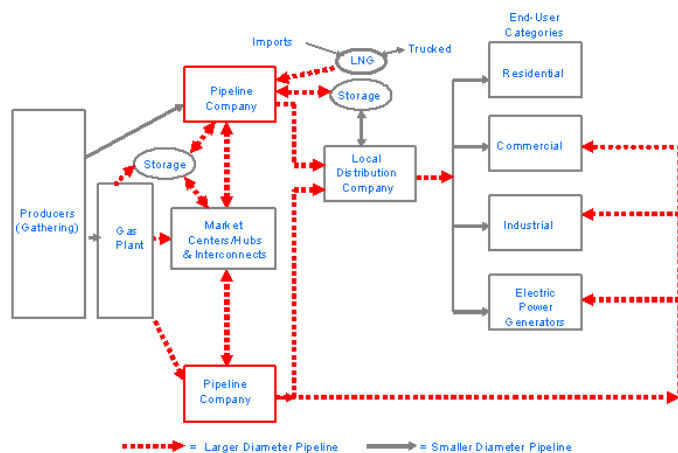 End-User
Categories
Imports
Trucked
LNG
Residential
Pipeline
Company
Storage
Commercial
Storage
Local
Distribution
Company
Producers
(Gathering)
Gas
Plant
Market
Centers/Hubs
& Interconnects
Industrial
Electric
Power
Generators
Pipeline
Company
= Larger Diameter Pipeline
= Smaller Diameter Pipeline